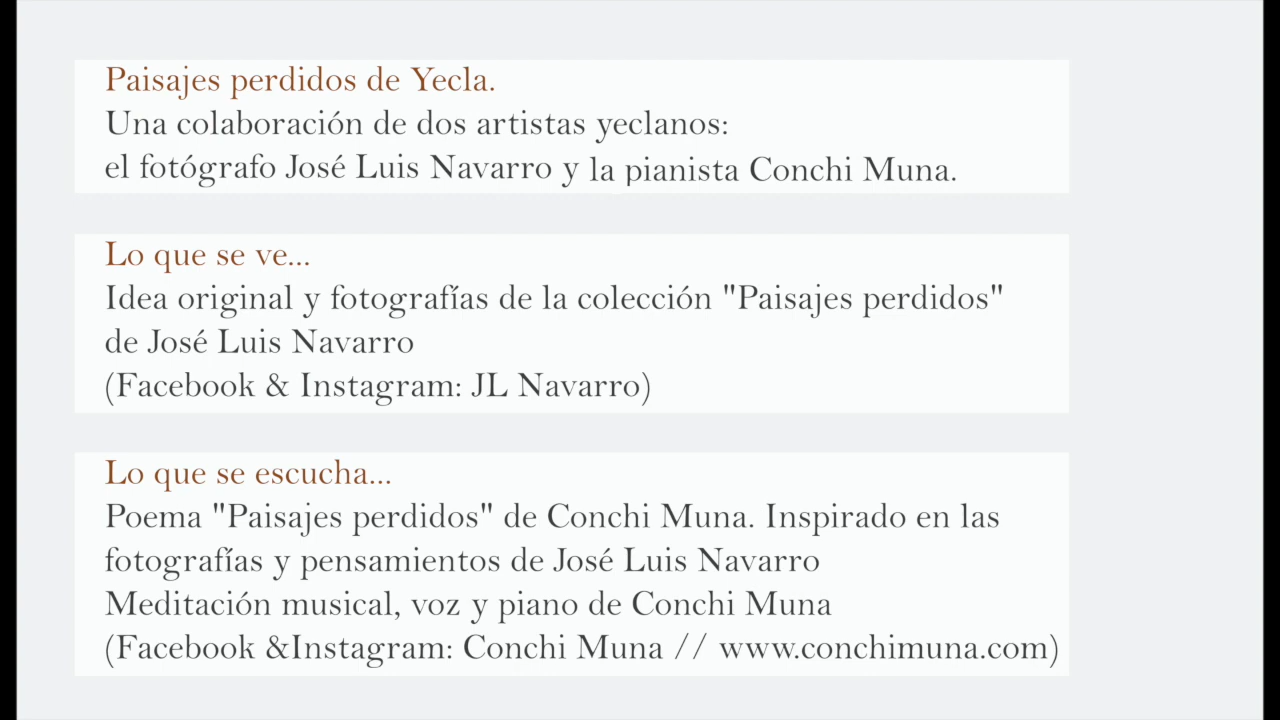 Paisajes perdidos de Yecla.
Una colaboración de dos artistas yeclanos:
el fotógrafo José Luis Navarro y la pianista Conchi Muna.
Lo que se ve...
Idea original y fotografías de la colección "Paisajes perdidos"
de José Luis Navarro
(Facebook & Instagram: JL Navarro)
Lo que se escucha...
Poema "Paisajes perdidos" de Conchi Muna. Inspirado en las
fotografías y pensamientos de José Luis Navarro
Meditación musical, voz y piano de Conchi Muna
(Facebook &Instagram: Conchi Muna // www.conchimuna.com)